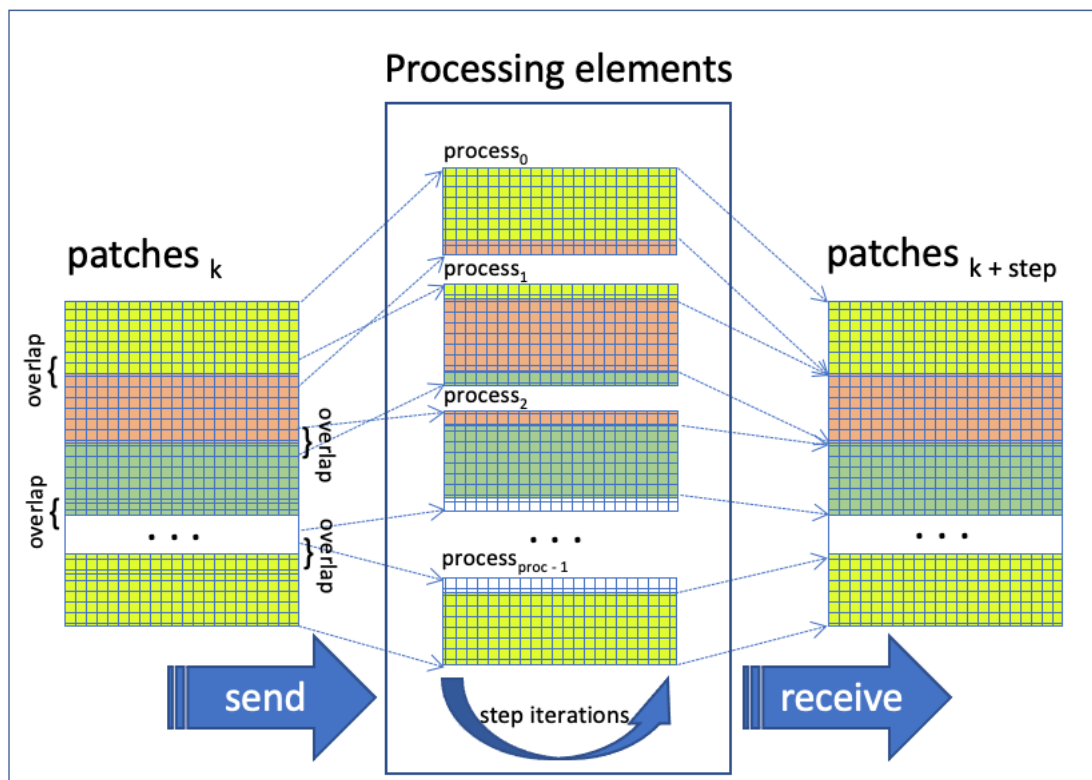 Processing elements
process0
patches k
process1
patches k + step
overlap
process2
overlap
overlap
. . .
overlap
. . .
. . .
processproc - 1
send
step iterations
receive